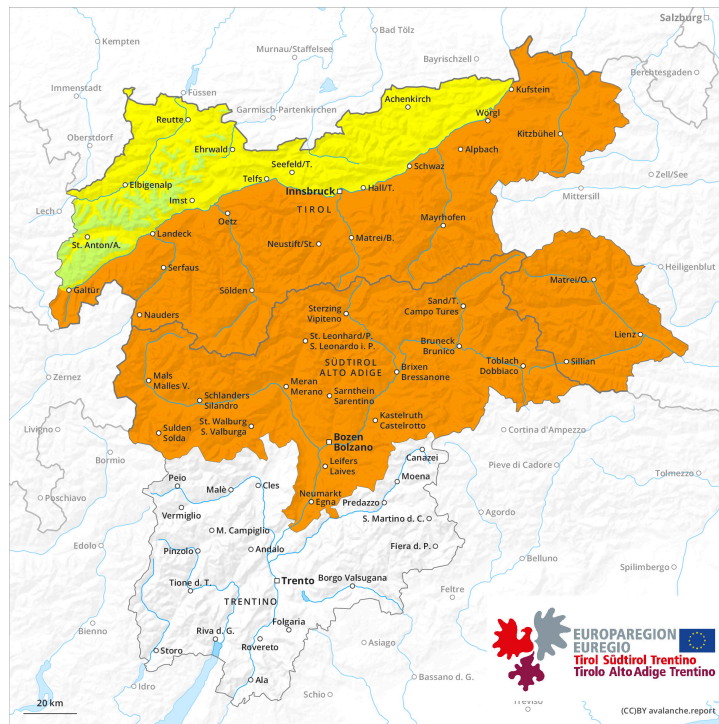 Salzburg
Kempten
Bad Tölz
Murnau/Staffelsee
Bayrischzell
Berchtesgaden
Immenstadt
Füssen
Garmisch-Partenkirchen
Achenkirch
Kufstein
Reutte
Oberstdorf
Wörgl
Kitzbühel
Ehrwald
Seefeld/T.
Alpbach
Schwaz
Telfs
Innsbruck
Hall/T.
Zell/See
Elbigenalp
Imst
TIROL
Mittersill
Lech
Oetz
Mayrhofen
St. Anton/A.
Landeck
Neustift/St.
Matrei/B.
Serfaus
Heiligenblut
Galtür
Sölden
Matrei/O.
Nauders
Sterzing
Vipiteno
Sand/T.
Campo Tures
Lienz
St. Leonhard/P.
S. Leonardo i. P.
Bruneck
Brunico
Toblach
Dobbiaco
Sillian
SÜDTIROL
ALTO ADIGE
Brixen
Bressanone
Zernez
Mals
Malles V.
Meran
Merano
Sarnthein
Sarentino
Schlanders
Silandro
Kastelruth
Castelrotto
St. Walburg
S. Valburga
Livigno
Sulden
Solda
Bozen
Bolzano
Cortina d'Ampezzo
Bormio
Leifers
Laives
Canazei
Pieve di Cadore
Peio
Moena
Tolmezzo
Malè
Cles
Neumarkt
Egna
Predazzo
Poschiavo
Vermiglio
S. Martino d. C.
Agordo
M. Campiglio
Edolo
Pinzolo
Andalo
Fiera d. P.
Belluno
Spilimbergo
Tione d. T.
Trento
Borgo Valsugana
Feltre
TRENTINO
Folgaria
Bienno
Riva d. G.
Rovereto
Storo
Asiago
EUROPAREGION
EUREGIO
Tirol Südtirol Trentino
Tirolo Alto Adige Trentino
Ala
Idro
Bassano d. G.
Schio
Treviso
20 km
(CC)BY avalanche.report